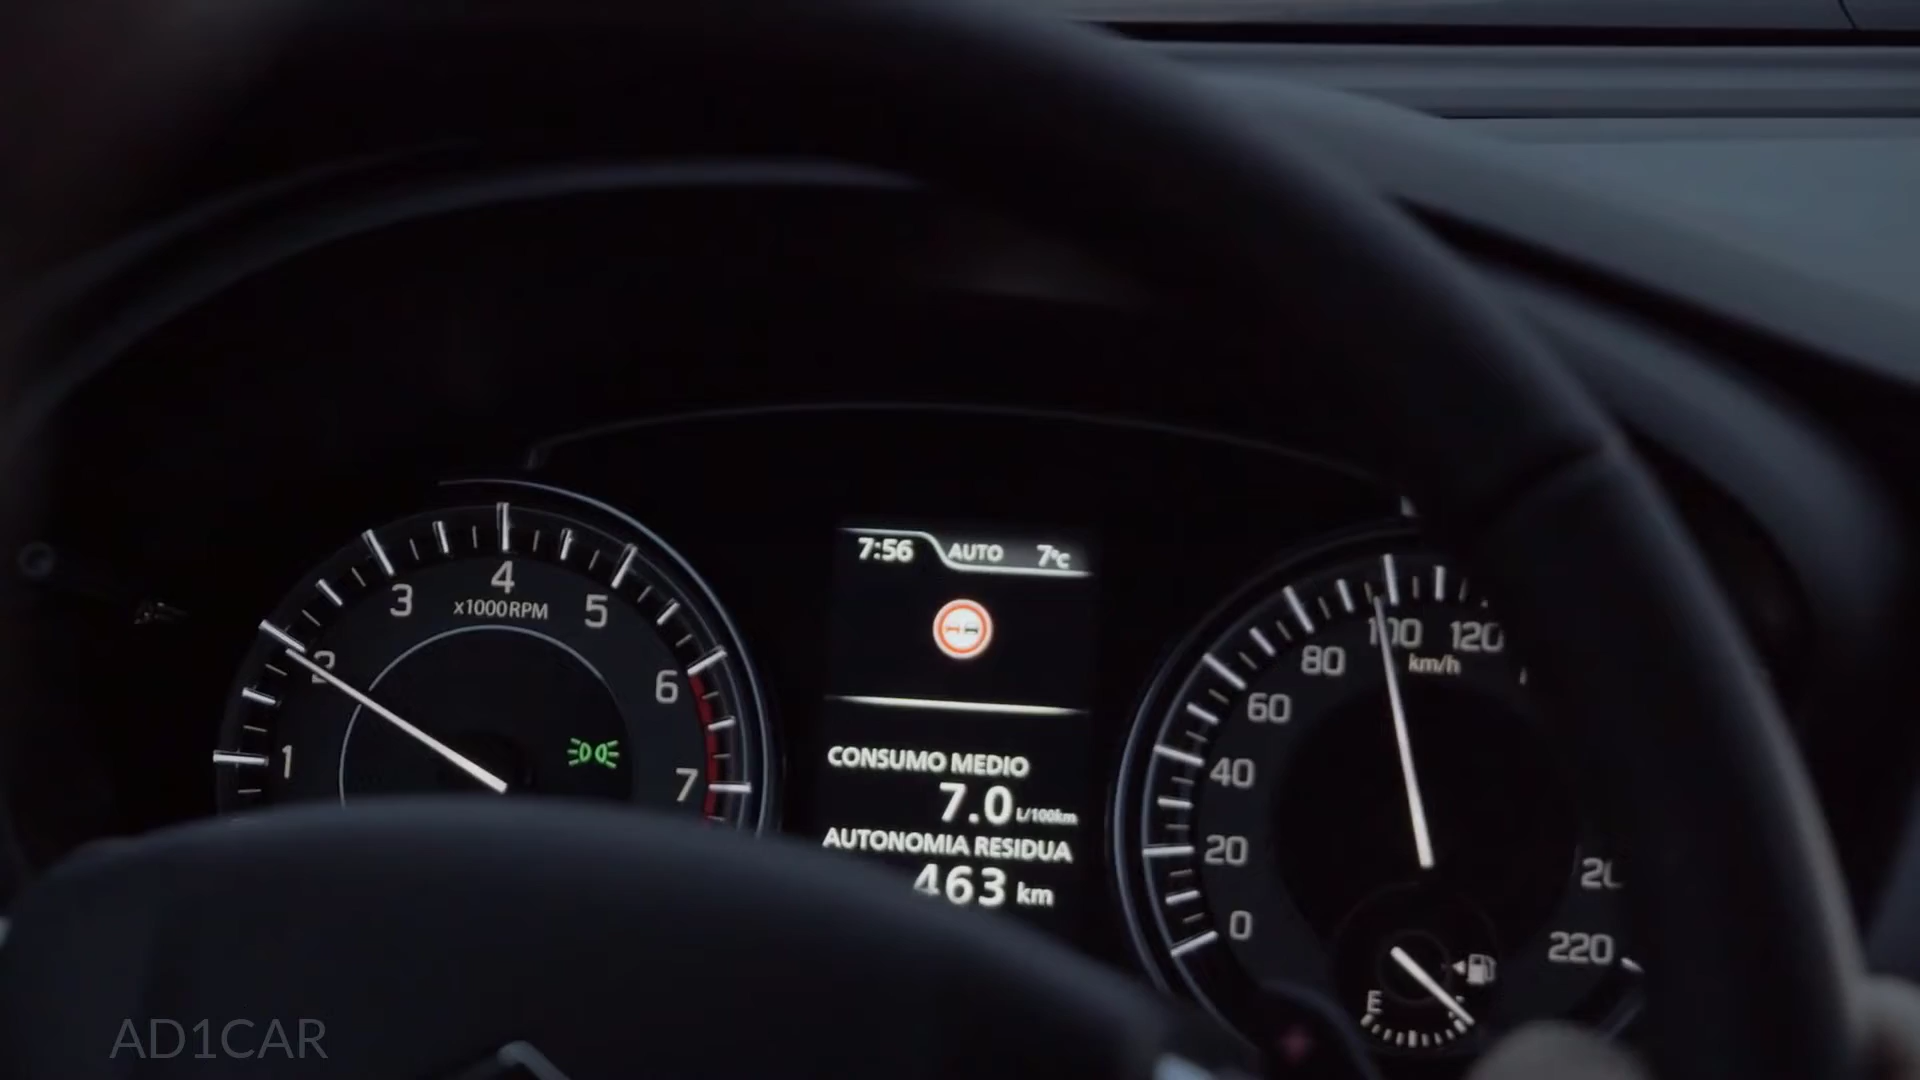 7:56 AUTO 7°C
1
2
3
4
5
6
7
x1000RPM
CONSUMO MEDIO
7.0 L/100km
AUTONOMIA RESIDUA
463 km
0
20
40
60
80
100
120
km/h
220
E
AD1CAR